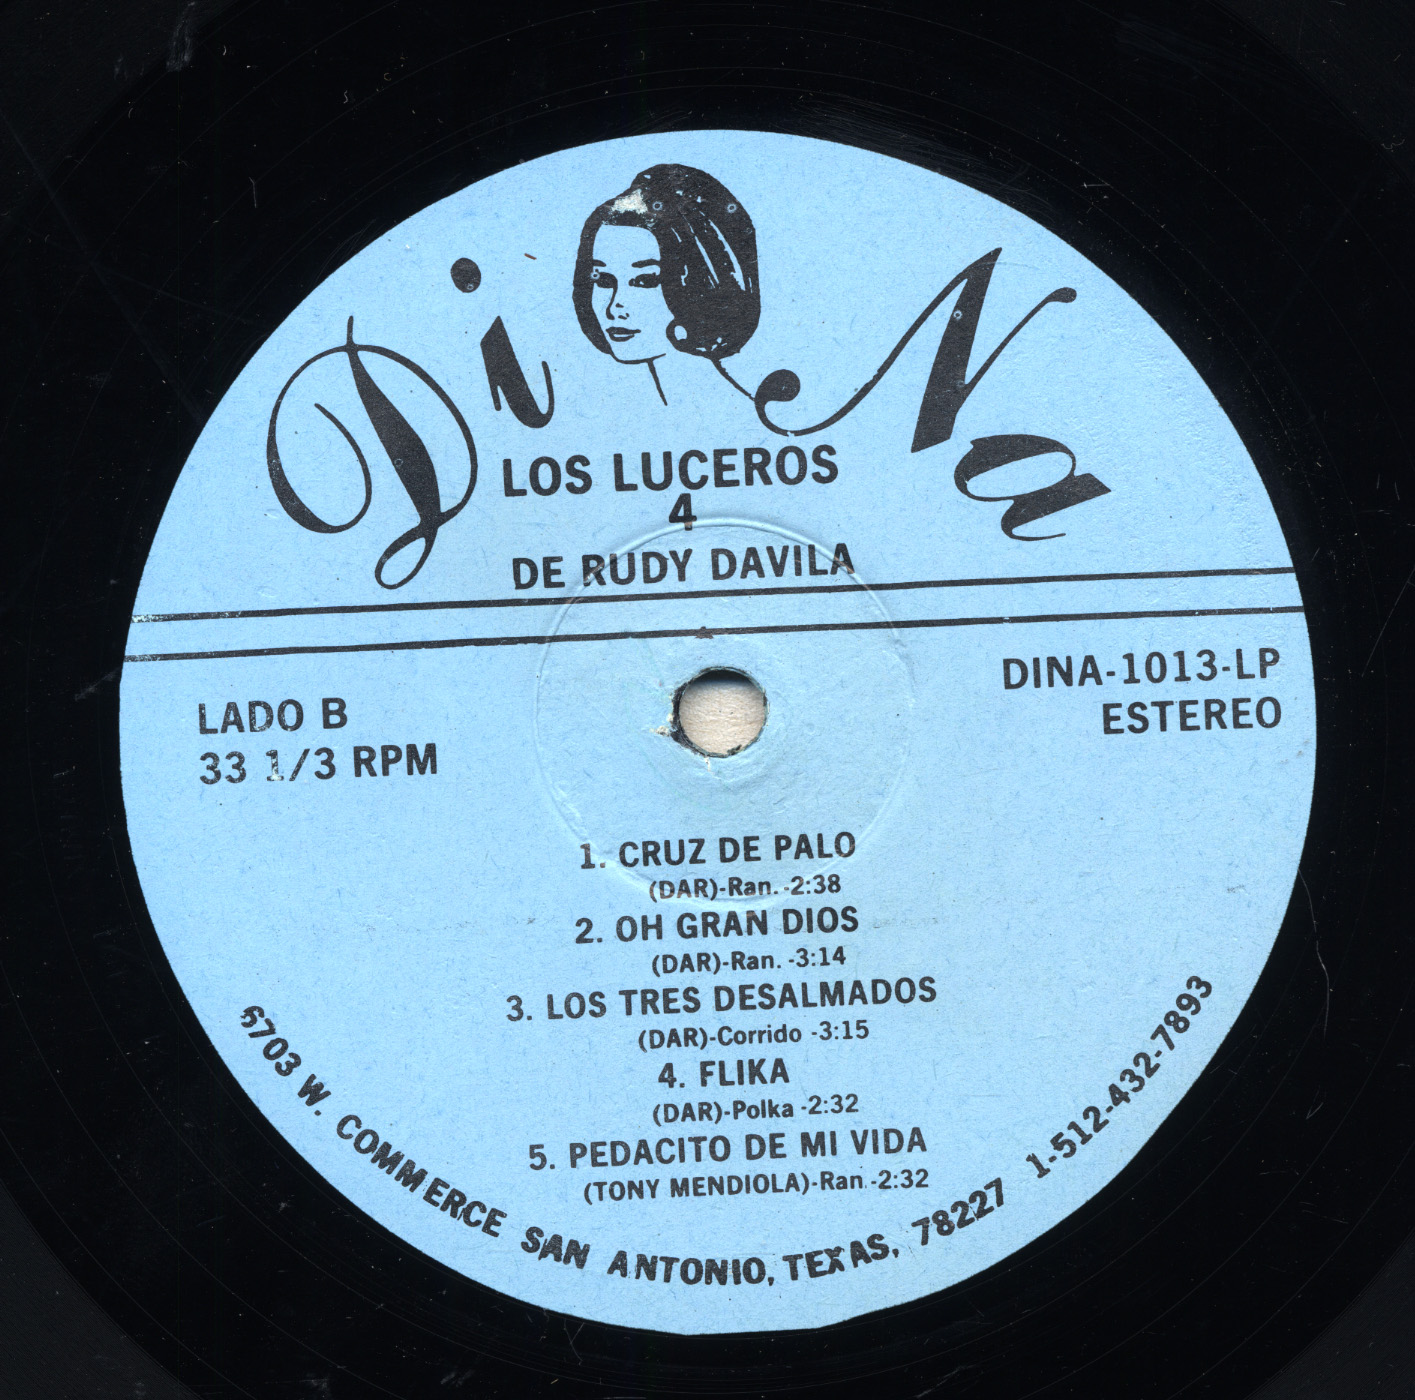 DiNa
LOS LUCEROS
4
DE RUDY DAVILA
LADO B
33 1/3 RPM
DINA-1013-LP
ESTEREO
1. CRUZ DE PALO
(DAR)-Ran. -2:38
2. OH GRAN DIOS
(DAR)-Ran. -3:14
3. LOS TRES DESALMADOS
(DAR)-Corrido -3:15
4. FLIKA
(DAR)-Polka -2:32
5. PEDACITO DE MI VIDA
(TONY MENDIOLA)-Ran. -2:32
6703 W. COMMERCE SAN ANTONIO, TEXAS, 78227 1-512-432-7893